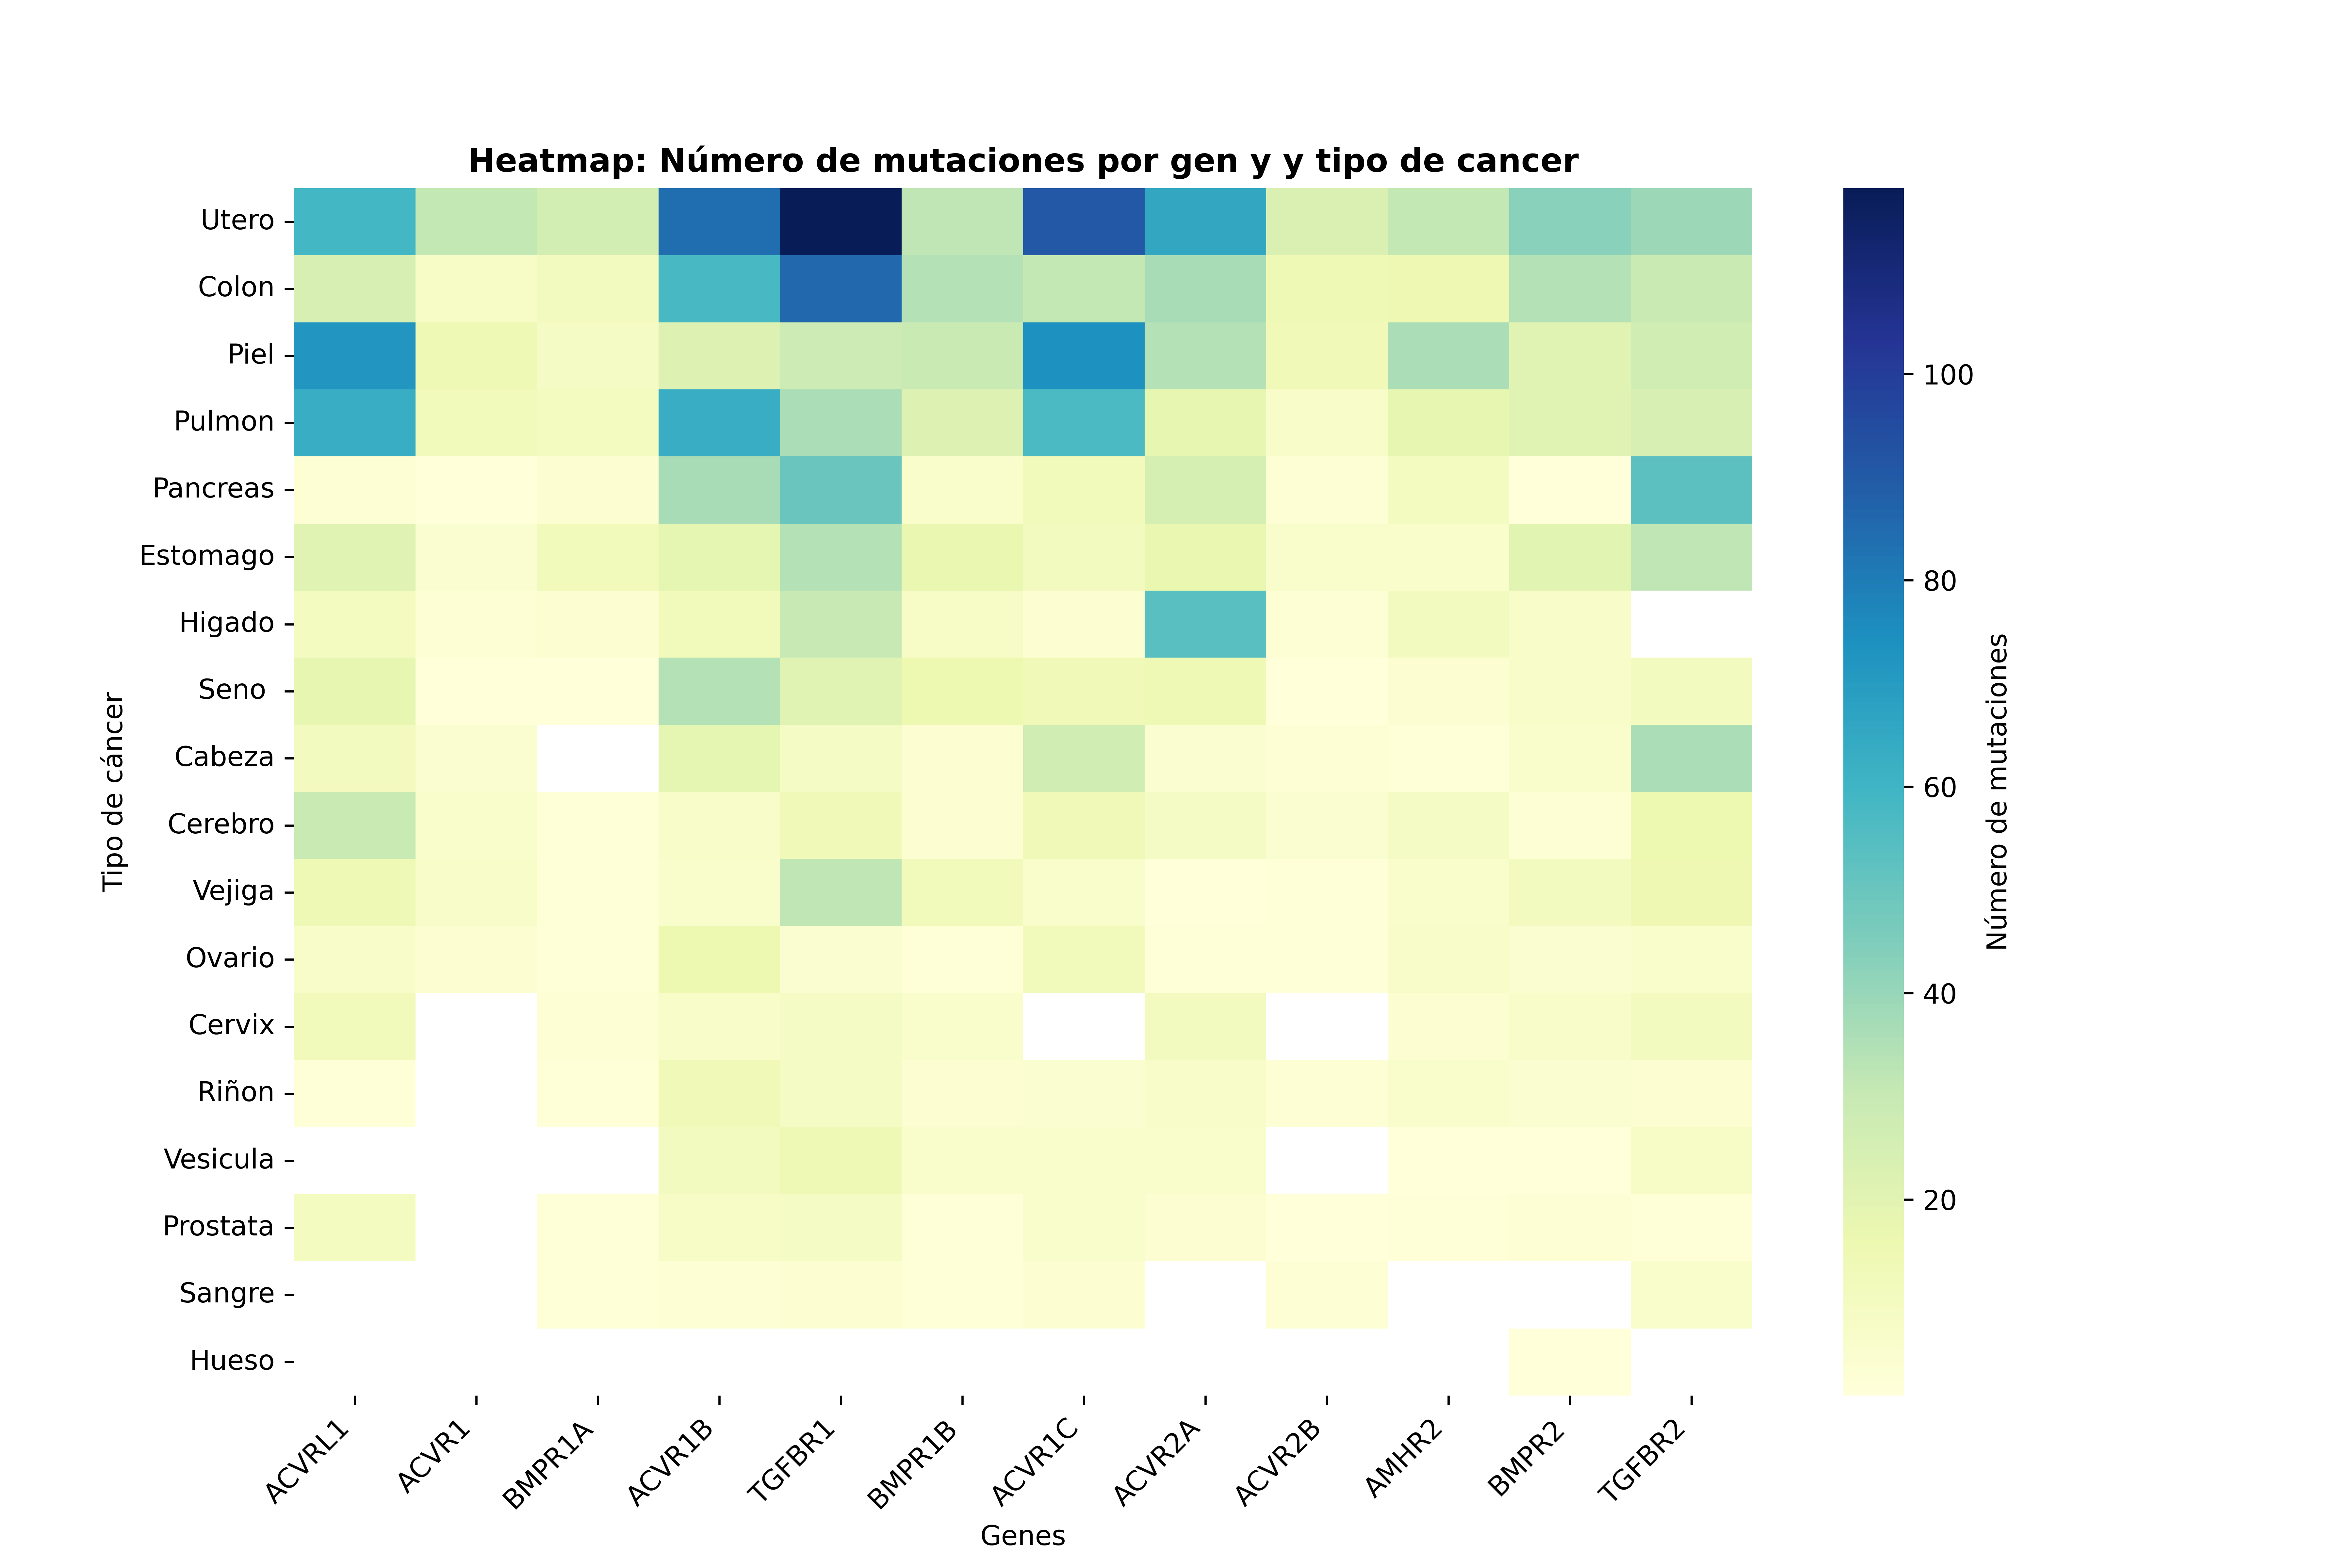 Heatmap: Número de mutaciones por gen y y tipo de cancer
Tipo de cáncer
Utero
Colon
Piel
Pulmon
Pancreas
Estomago
Higado
Seno
Cabeza
Cerebro
Vejiga
Ovario
Cervix
Riñon
Vesicula
Prostata
Sangre
Hueso
ACVRL1
ACVR1
BMPR1A
ACVR1B
TGFBR1
BMPR1B
ACVR1C
ACVR2A
ACVR2B
AMHR2
BMPR2
TGFBR2
Genes
100
80
60
40
20
Número de mutaciones